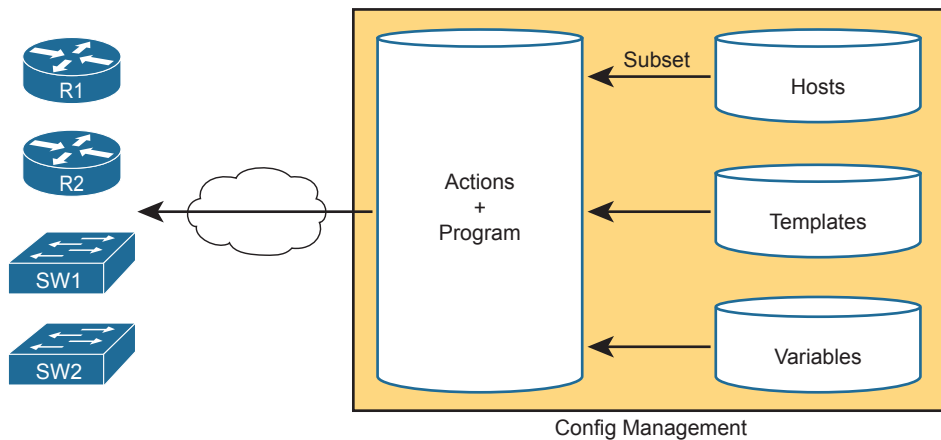 R1
R2
SW1
SW2
Actions
+
Program
Subset
Hosts
Templates
Variables
Config Management